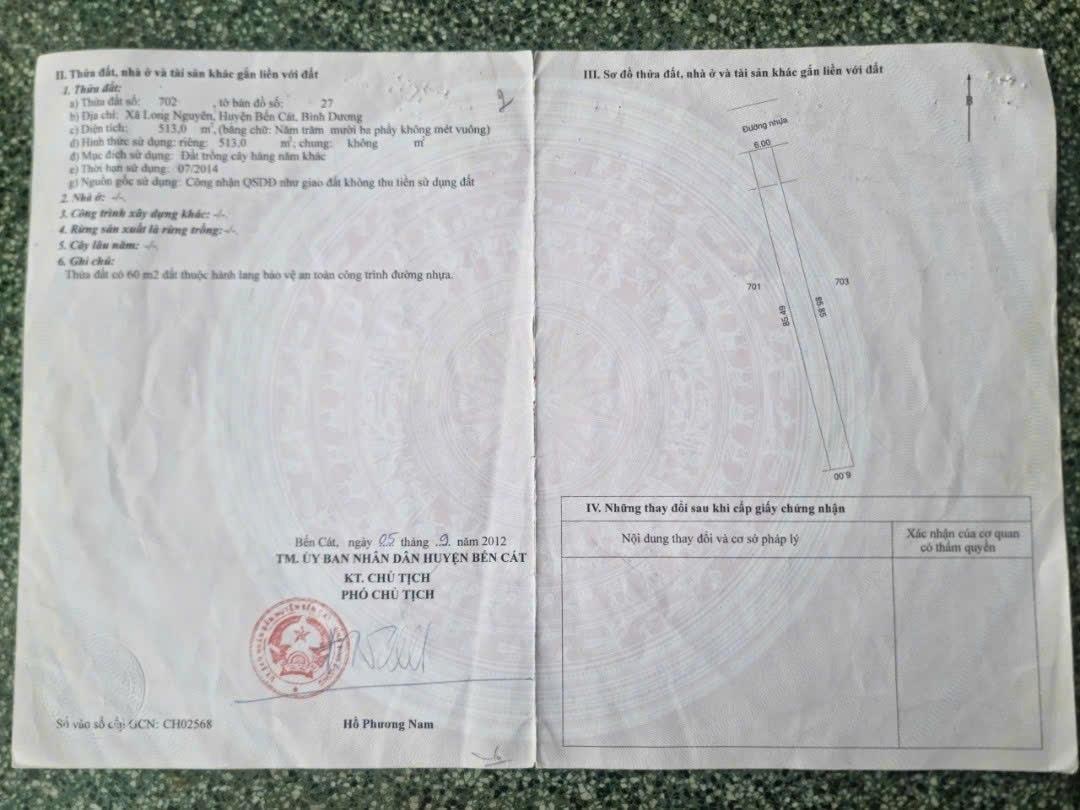 II. Thửa đất, nhà ở và tài sản khác gắn liền với đất
1. Thửa đất:
a) Thửa đất số: 702 , tờ bản đồ số: 27
b) Địa chỉ: Xã Long Nguyên, Huyện Bến Cát, Bình Dương
c) Diện tích: 513,0 m², (bằng chữ: Năm trăm mười ba phẩy không mét vuông)
d) Hình thức sử dụng: riêng: 513,0 m²; chung: không m²
đ) Mục đích sử dụng: Đất trồng cây hàng năm khác
e) Thời hạn sử dụng: 07/2014
g) Nguồn gốc sử dụng: Công nhận QSDĐ như giao đất không thu tiền sử dụng đất
2. Nhà ở: -/-.
3. Công trình xây dựng khác: -/-.
4. Rừng sản xuất là rừng trồng:-/-.
5. Cây lâu năm: -/-.
6. Ghi chú:
Thửa đất có 60 m2 đất thuộc hành lang bảo vệ an toàn công trình đường nhựa.
2
Bến Cát, ngày 05 tháng .9. năm 2012
TM. ỦY BAN NHÂN DÂN HUYỆN BẾN CÁT
KT. CHỦ TỊCH
PHÓ CHỦ TỊCH
Hồ Phương Nam
Số vào sổ cấp GCN: CH02568
III. Sơ đồ thửa đất, nhà ở và tài sản khác gắn liền với đất
B
Đường nhựa
6.00
701
703
85.49
85.85
6.00
IV. Những thay đổi sau khi cấp giấy chứng nhận
Nội dung thay đổi và cơ sở pháp lý
Xác nhận của cơ quan
có thẩm quyền